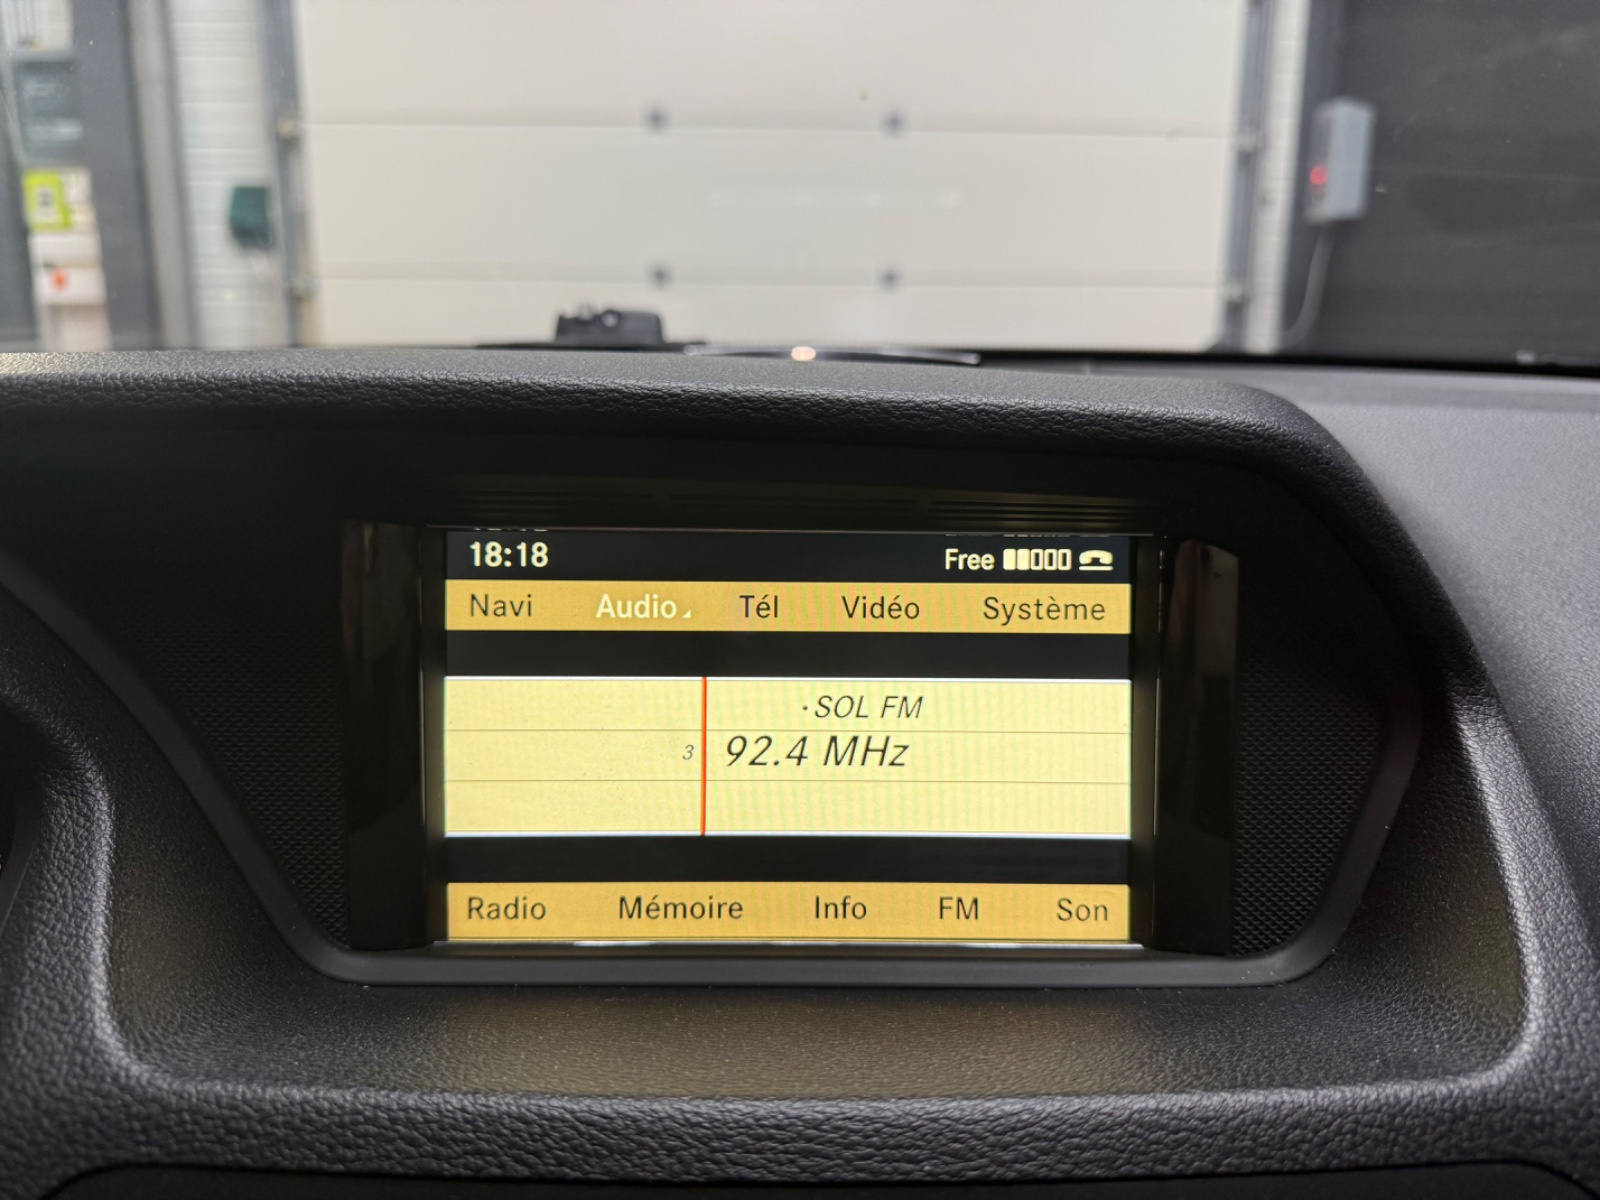 18:18 Free
Navi Audio Tél Vidéo Système
·SOL FM
3 92.4 MHz
Radio Mémoire Info FM Son